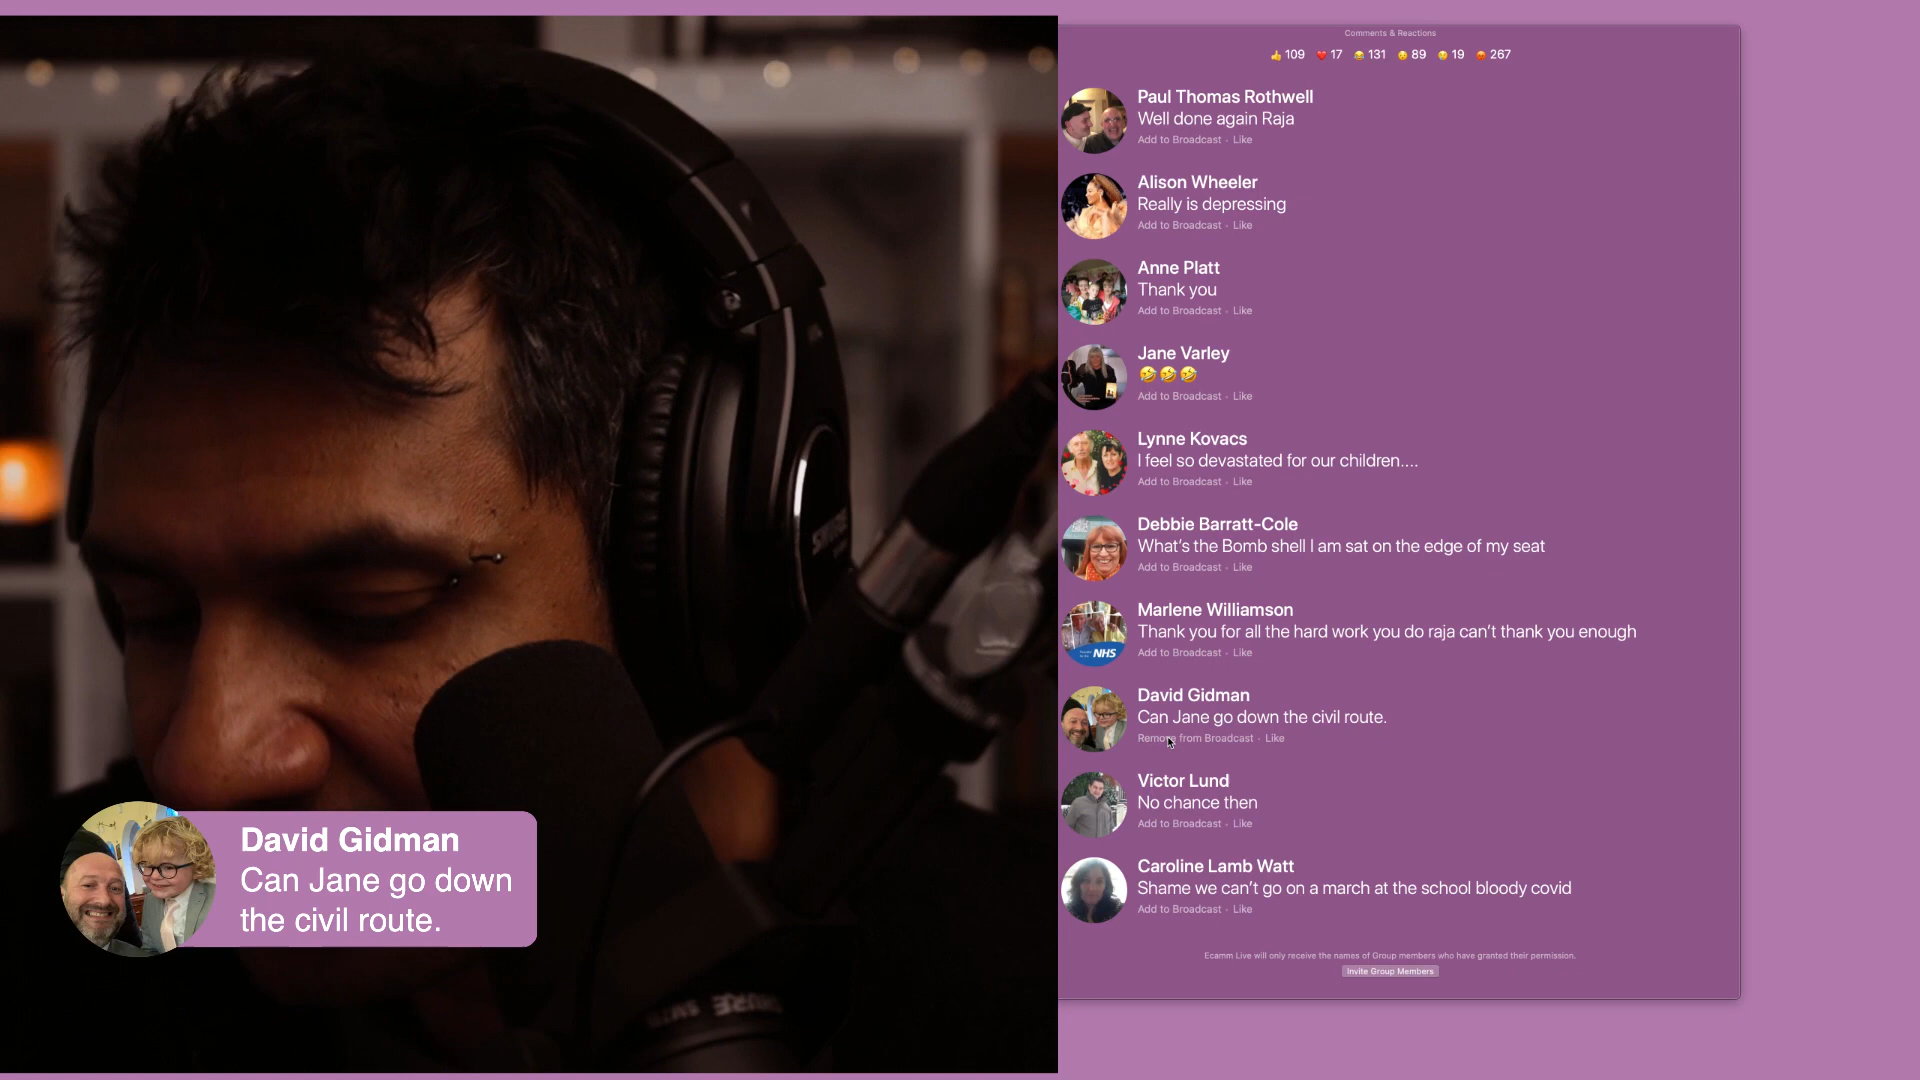 Comments & Reactions
👍 109 ❤️ 17 😂 131 😢 89 😢 19 😡 267
Paul Thomas Rothwell
Well done again Raja
Add to Broadcast · Like
Alison Wheeler
Really is depressing
Add to Broadcast · Like
Anne Platt
Thank you
Add to Broadcast · Like
Jane Varley
🤣🤣🤣
Add to Broadcast · Like
Lynne Kovacs
I feel so devastated for our children....
Add to Broadcast · Like
Debbie Barratt-Cole
What's the Bomb shell I am sat on the edge of my seat
Add to Broadcast · Like
Marlene Williamson
Thank you for all the hard work you do raja can't thank you enough
Add to Broadcast · Like
NHS
David Gidman
Can Jane go down the civil route.
Remove from Broadcast · Like
Victor Lund
No chance then
Add to Broadcast · Like
Caroline Lamb Watt
Shame we can't go on a march at the school bloody covid
Add to Broadcast · Like
Ecamm Live will only receive the names of Group members who have granted their permission.
Invite Group Members
David Gidman
Can Jane go down
the civil route.
SHURE